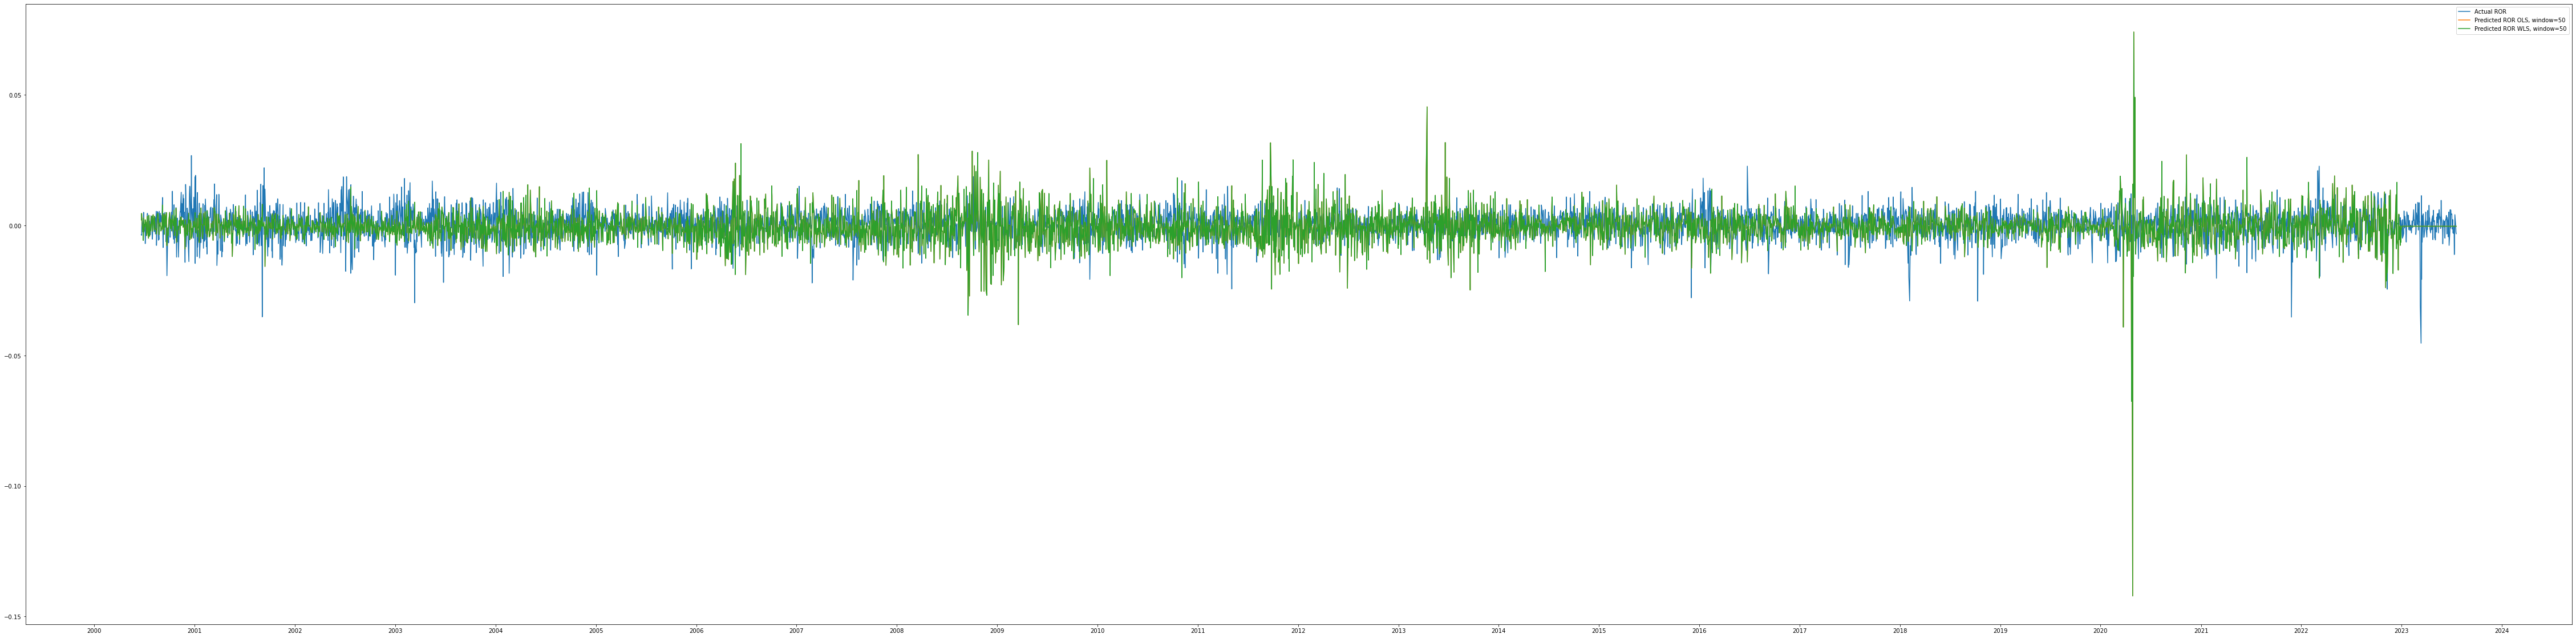 Actual ROR
Predicted ROR OLS, window=50
Predicted ROR WLS, window=50
0.05
0.00
−0.05
−0.10
−0.15
2000 2001 2002 2003 2004 2005 2006 2007 2008 2009 2010 2011 2012 2013 2014 2015 2016 2017 2018 2019 2020 2021 2022 2023 2024